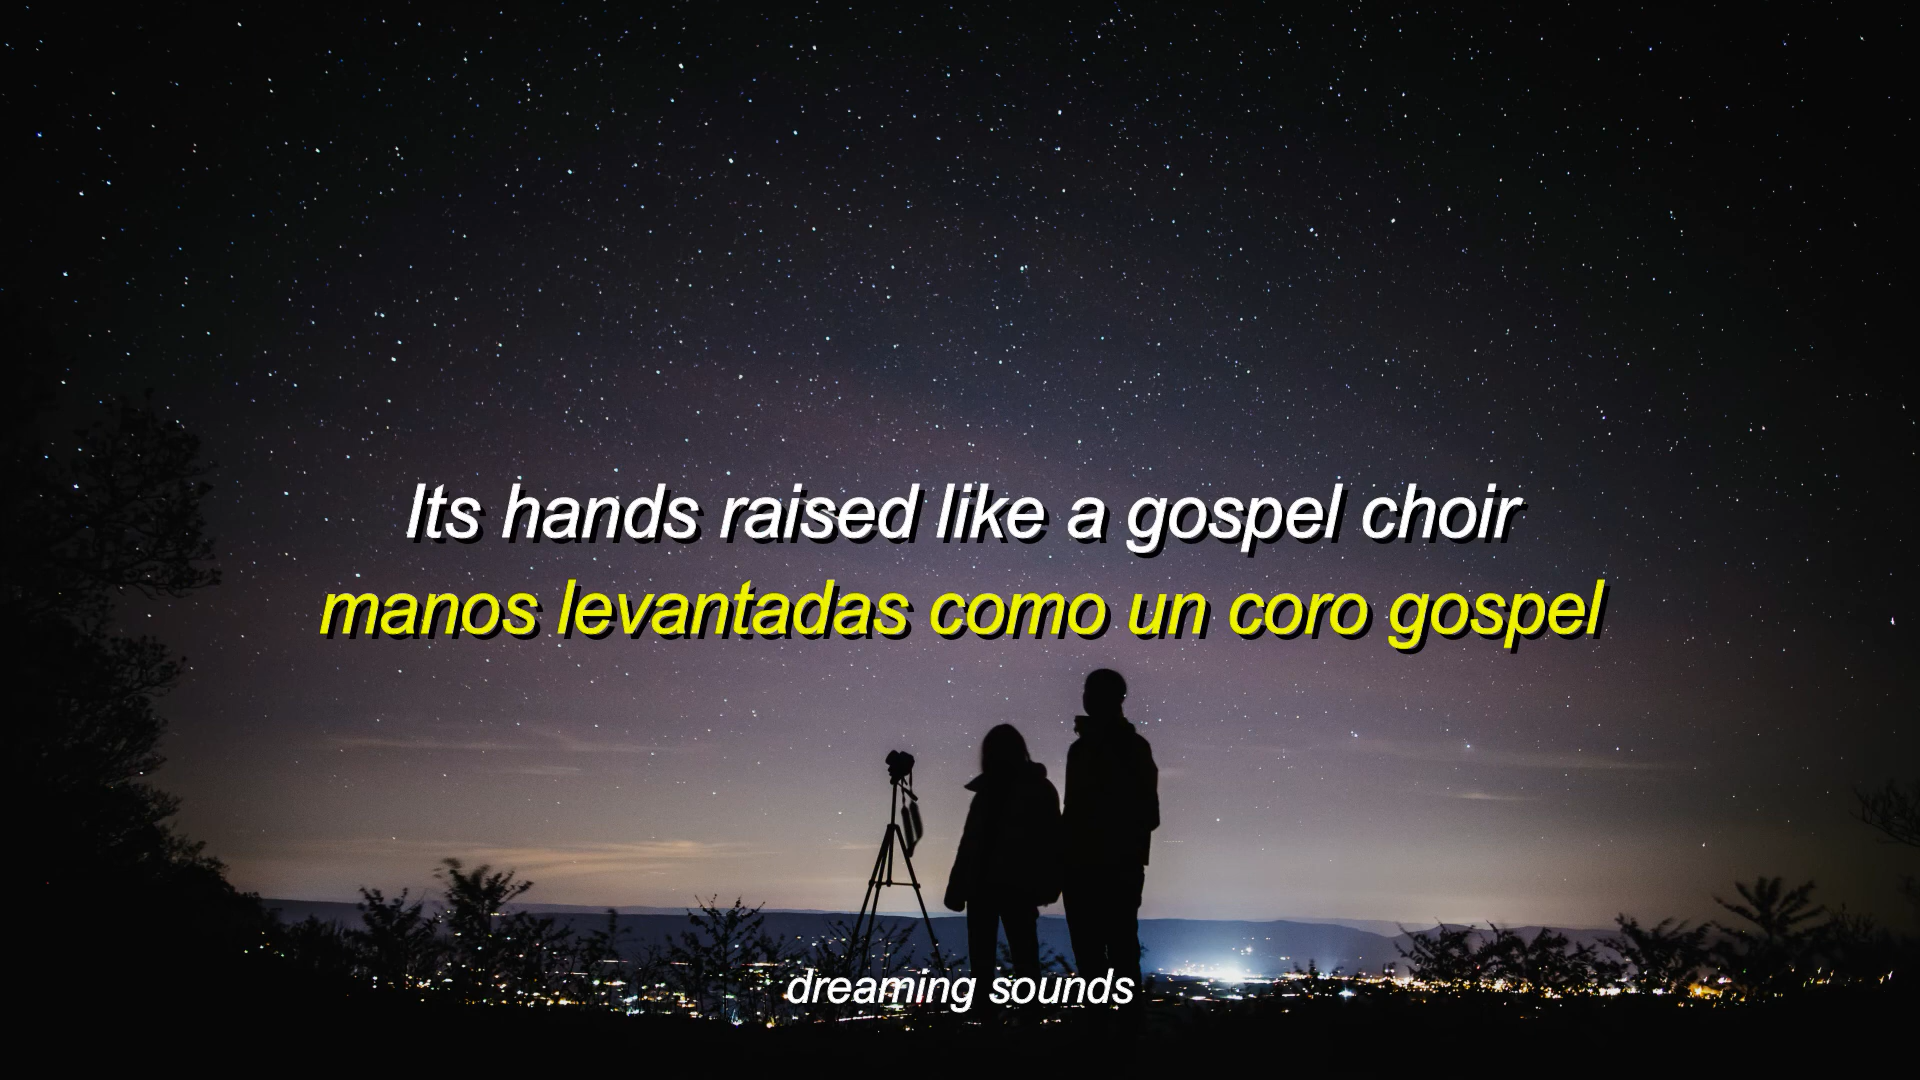 Its hands raised like a gospel choir
manos levantadas como un coro gospel
dreaming sounds